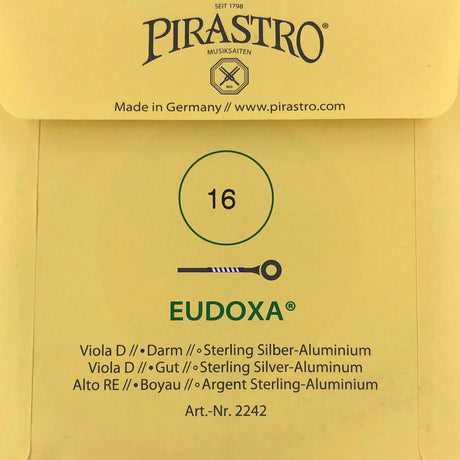 SEIT 1798
PIRASTRO®
MUSIKSAITEN
Made in Germany // www.pirastro.com
16
EUDOXA®
Viola D // • Darm // ◦ Sterling Silber-Aluminium
Viola D // • Gut // ◦ Sterling Silver-Aluminum
Alto RE // • Boyau // ◦ Argent Sterling-Aluminium
Art.-Nr. 2242